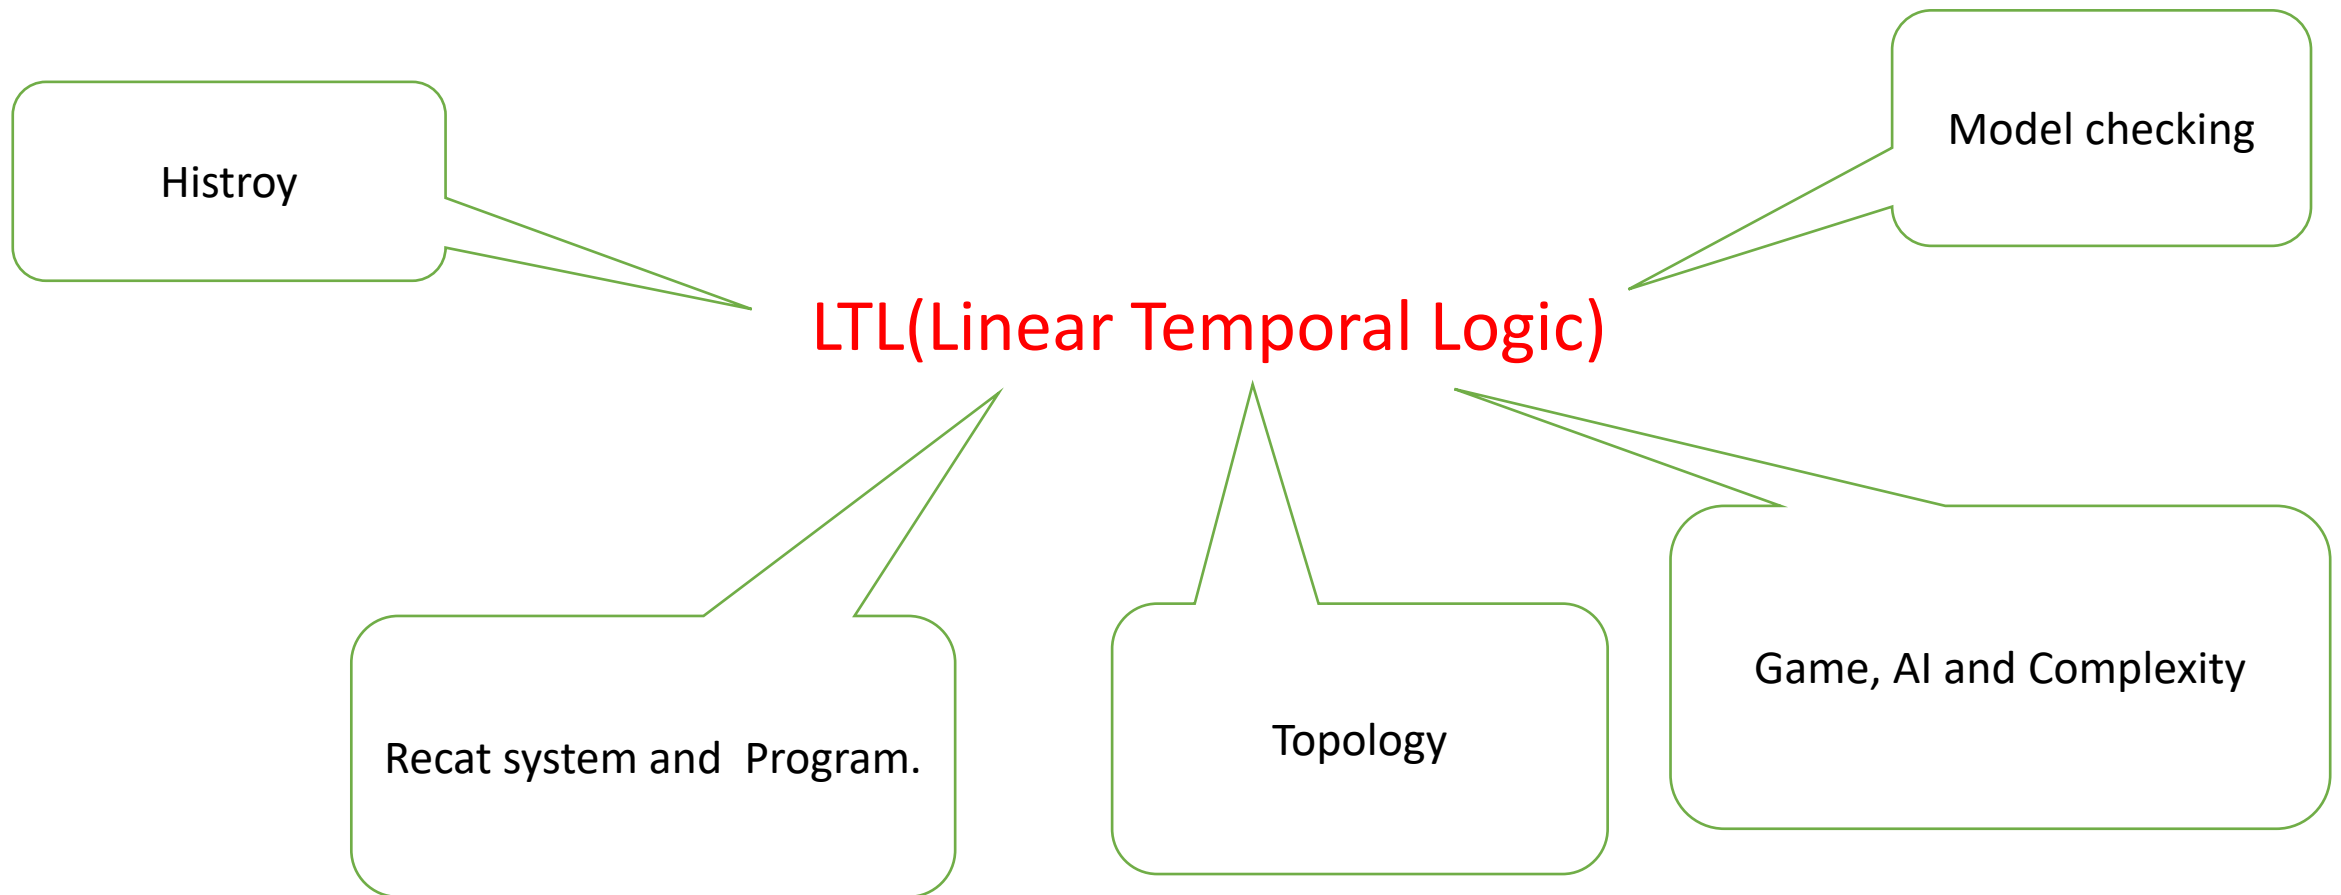 Model checking
Histroy
LTL(Linear Temporal Logic)
Game, AI and Complexity
Topology
Recat system and  Program.